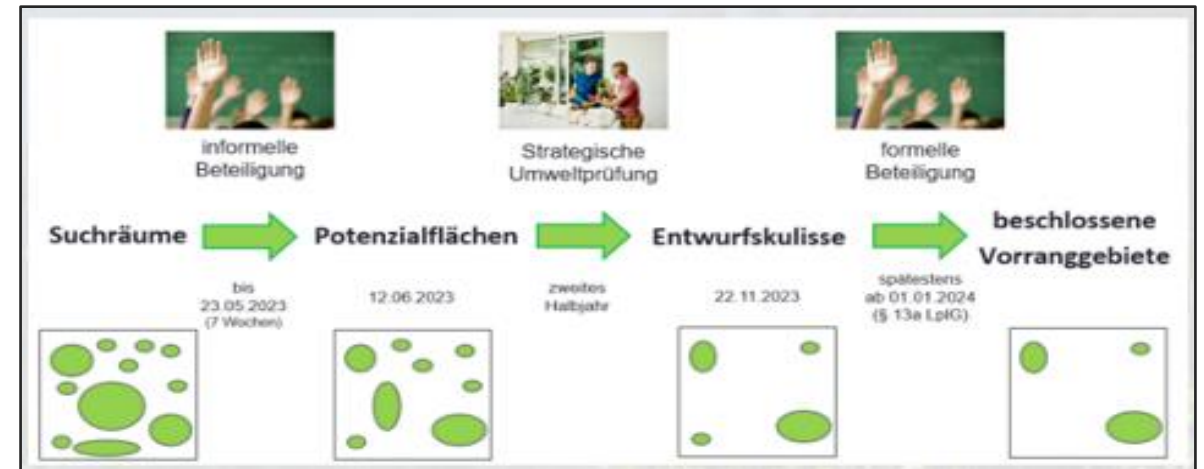 informelle
Beteiligung
Strategische
Umweltprüfung
formelle
Beteiligung
Suchräume
Potenzialflächen
Entwurfskulisse
beschlossene
Vorranggebiete
bis
23.05.2023
(7 Wochen)
12.06.2023
zweites
Halbjahr
22.11.2023
spätestens
ab 01.01.2024
(§ 13a LplG)